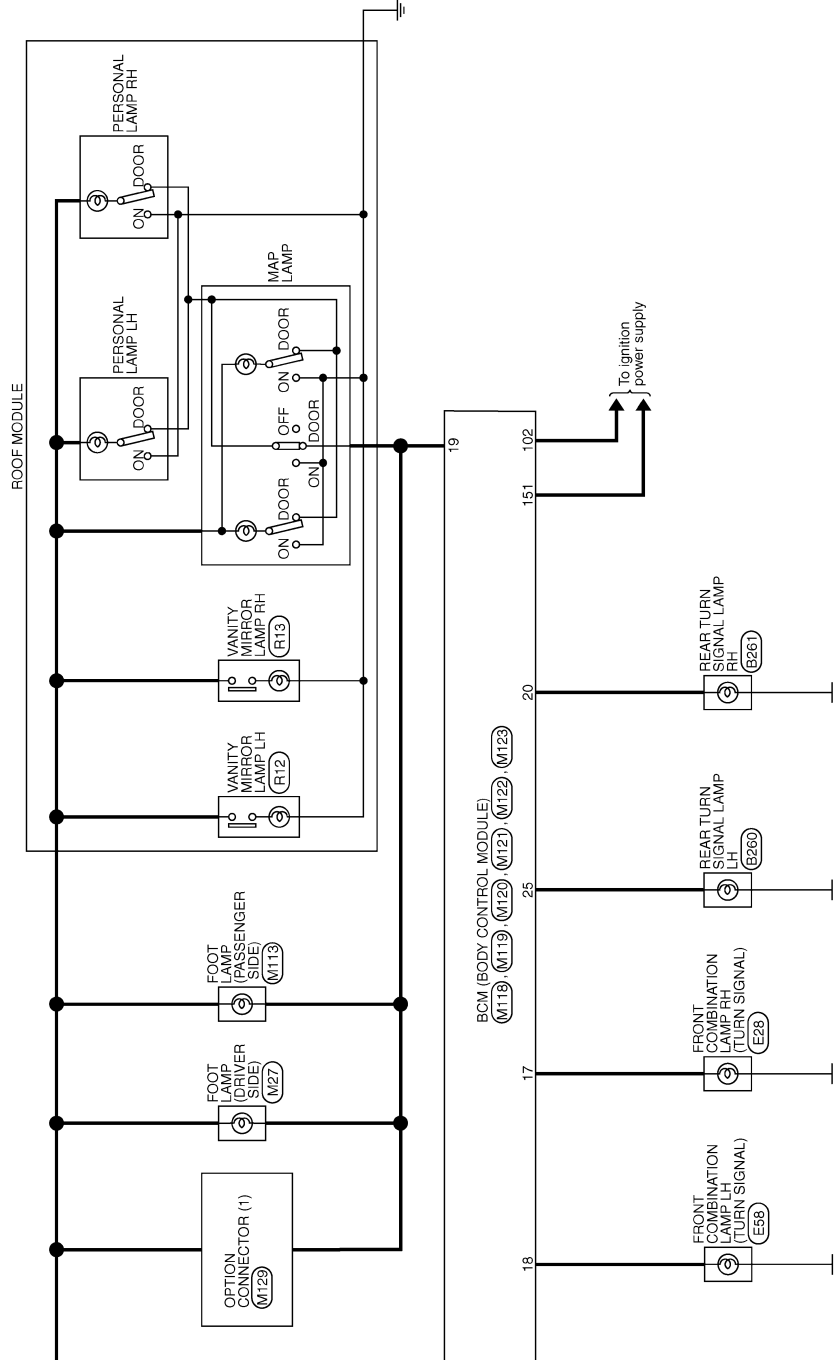 ROOF MODULE
PERSONAL
LAMP LH
ON
DOOR
PERSONAL
LAMP RH
ON
DOOR
MAP
LAMP
ON
DOOR
ON
DOOR
OFF
ON
DOOR
OPTION
CONNECTOR (1)
M129
FOOT
LAMP
(DRIVER
SIDE)
M27
FOOT
LAMP
(PASSENGER
SIDE)
M113
VANITY
MIRROR
LAMP LH
R12
VANITY
MIRROR
LAMP RH
R13
19
BCM (BODY CONTROL MODULE)
M118 , M119 , M120 , M121 , M122 , M123
18
17
25
20
151
102
To ignition
power supply
FRONT
COMBINATION
LAMP LH
(TURN SIGNAL)
E58
FRONT
COMBINATION
LAMP RH
(TURN SIGNAL)
E28
REAR TURN
SIGNAL LAMP
LH
B260
REAR TURN
SIGNAL LAMP
RH
B261